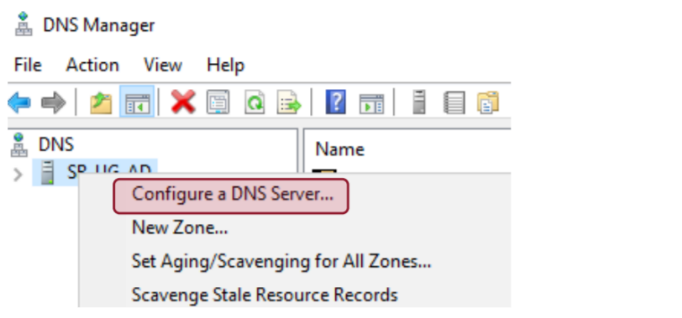 DNS Manager
File Action View Help
DNS
Name
SR_UG_AD
Configure a DNS Server...
New Zone...
Set Aging/Scavenging for All Zones...
Scavenge Stale Resource Records